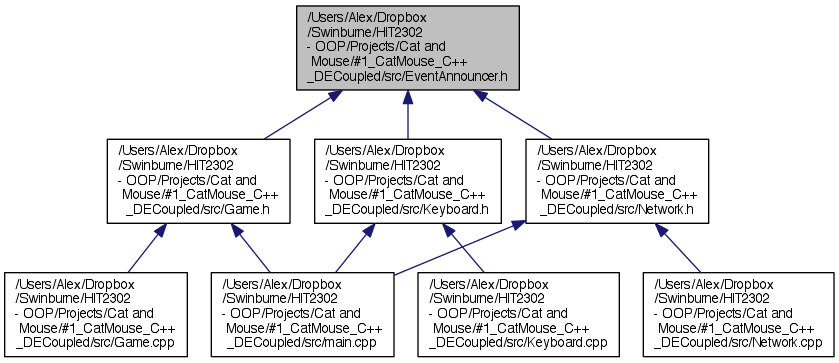 /Users/Alex/Dropbox
/Swinburne/HIT2302
- OOP/Projects/Cat and
Mouse/#1_CatMouse_C++
_DECoupled/src/EventAnnouncer.h
/Users/Alex/Dropbox
/Swinburne/HIT2302
- OOP/Projects/Cat and
Mouse/#1_CatMouse_C++
_DECoupled/src/Game.h
/Users/Alex/Dropbox
/Swinburne/HIT2302
- OOP/Projects/Cat and
Mouse/#1_CatMouse_C++
_DECoupled/src/Keyboard.h
/Users/Alex/Dropbox
/Swinburne/HIT2302
- OOP/Projects/Cat and
Mouse/#1_CatMouse_C++
_DECoupled/src/Network.h
/Users/Alex/Dropbox
/Swinburne/HIT2302
- OOP/Projects/Cat and
Mouse/#1_CatMouse_C++
_DECoupled/src/Game.cpp
/Users/Alex/Dropbox
/Swinburne/HIT2302
- OOP/Projects/Cat and
Mouse/#1_CatMouse_C++
_DECoupled/src/main.cpp
/Users/Alex/Dropbox
/Swinburne/HIT2302
- OOP/Projects/Cat and
Mouse/#1_CatMouse_C++
_DECoupled/src/Keyboard.cpp
/Users/Alex/Dropbox
/Swinburne/HIT2302
- OOP/Projects/Cat and
Mouse/#1_CatMouse_C++
_DECoupled/src/Network.cpp